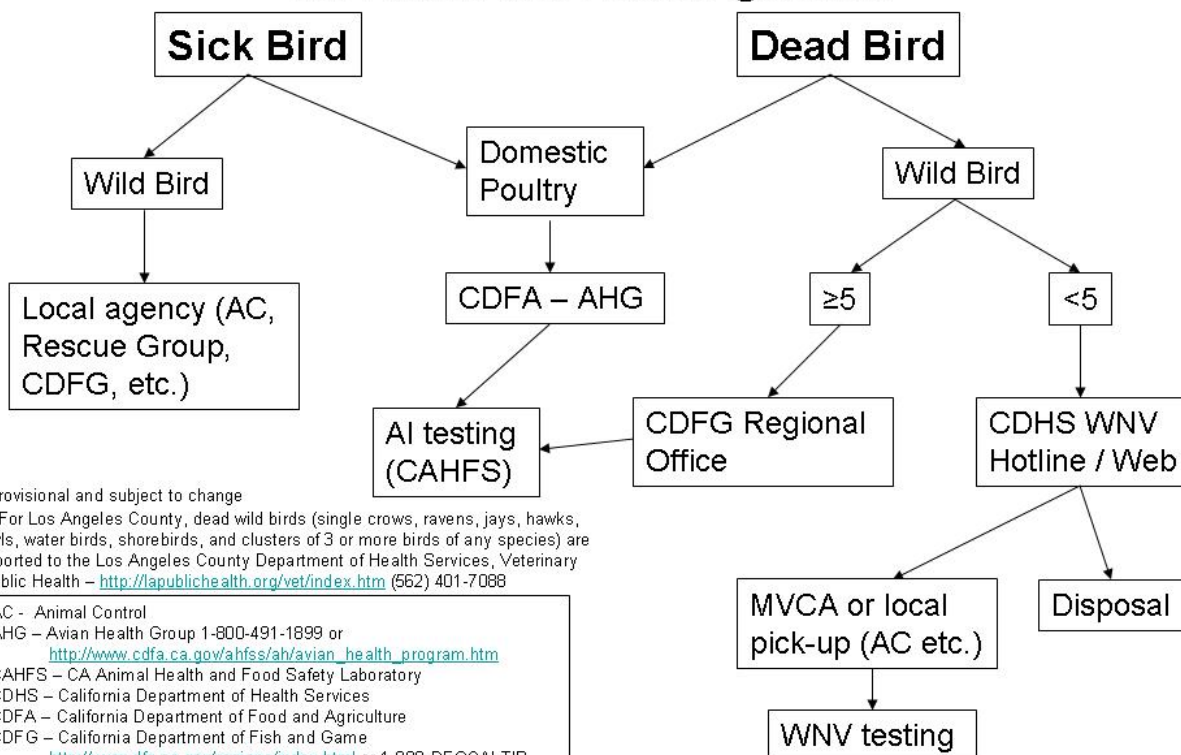 Sick Bird
Dead Bird
Wild Bird
Domestic
Poultry
Wild Bird
Local agency (AC,
Rescue Group,
CDFG, etc.)
CDFA – AHG
≥5
<5
AI testing
(CAHFS)
CDFG Regional
Office
CDHS WNV
Hotline / Web
rovisional and subject to change
For Los Angeles County, dead wild birds (single crows, ravens, jays, hawks,
ls, water birds, shorebirds, and clusters of 3 or more birds of any species) are
ported to the Los Angeles County Department of Health Services, Veterinary
blic Health – http://lapublichealth.org/vet/index.htm (562) 401-7088
AC - Animal Control
AHG – Avian Health Group 1-800-491-1899 or
http://www.cdfa.ca.gov/ahfss/ah/avian_health_program.htm
CAHFS – CA Animal Health and Food Safety Laboratory
CDHS – California Department of Health Services
CDFA – California Department of Food and Agriculture
CDFG – California Department of Fish and Game
MVCA or local
pick-up (AC etc.)
Disposal
WNV testing